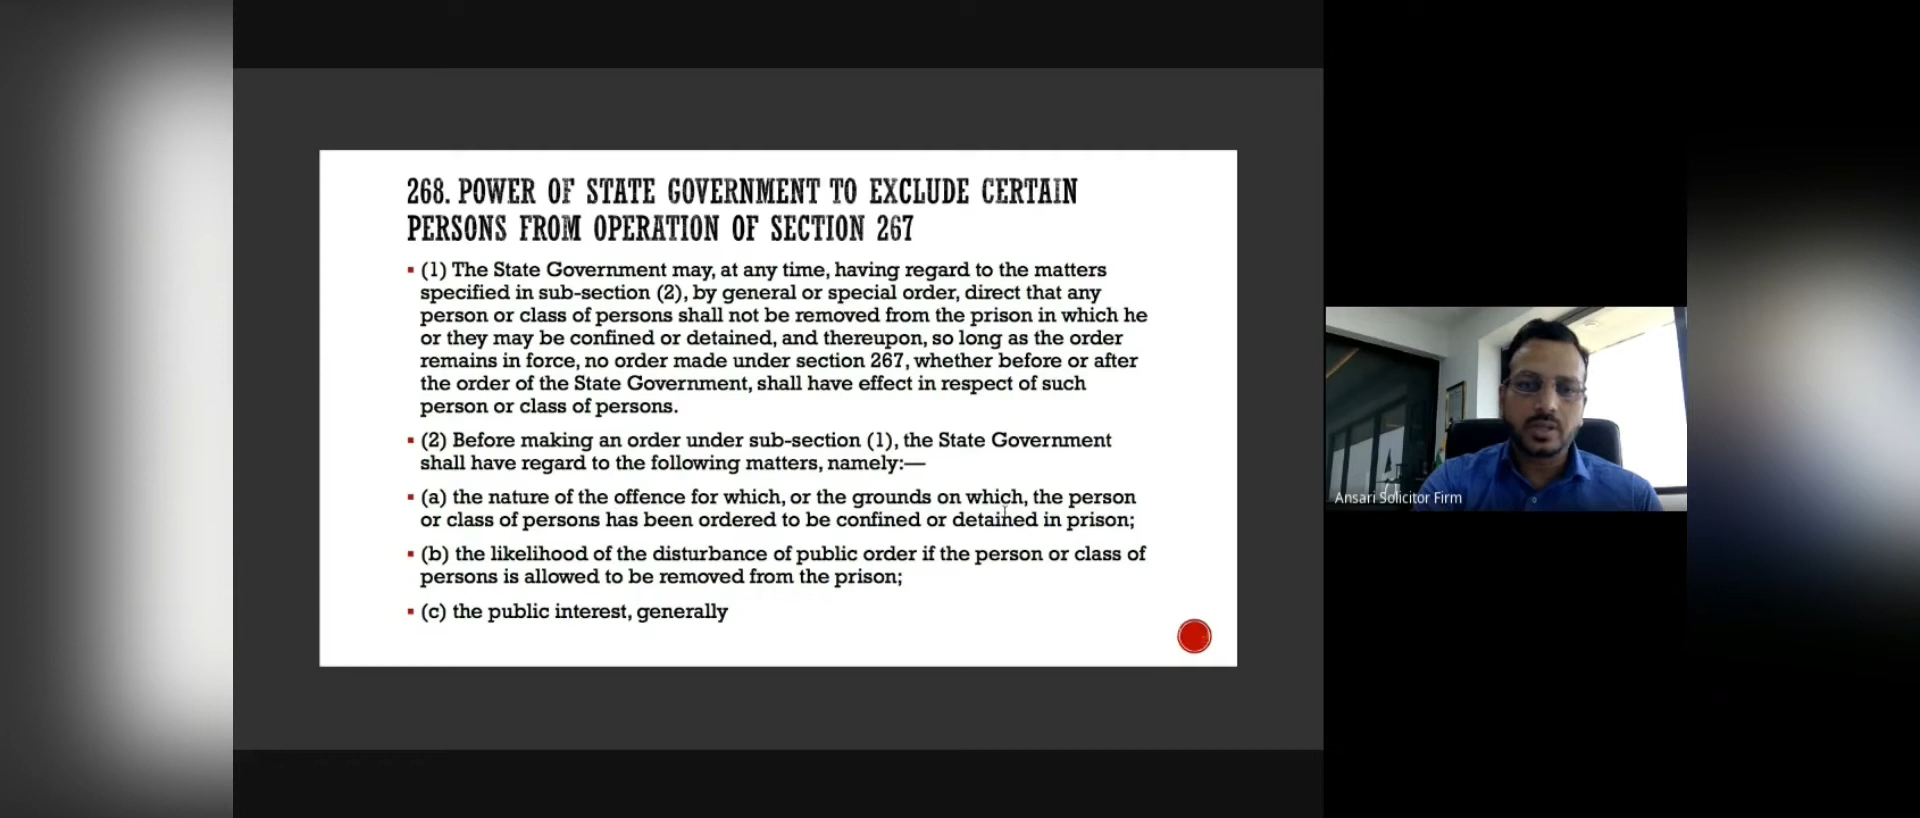 268. POWER OF STATE GOVERNMENT TO EXCLUDE CERTAIN
PERSONS FROM OPERATION OF SECTION 267
(1) The State Government may, at any time, having regard to the matters
specified in sub-section (2), by general or special order, direct that any
person or class of persons shall not be removed from the prison in which he
or they may be confined or detained, and thereupon, so long as the order
remains in force, no order made under section 267, whether before or after
the order of the State Government, shall have effect in respect of such
person or class of persons.
(2) Before making an order under sub-section (1), the State Government
shall have regard to the following matters, namely:—
(a) the nature of the offence for which, or the grounds on which, the person
or class of persons has been ordered to be confined or detained in prison;
(b) the likelihood of the disturbance of public order if the person or class of
persons is allowed to be removed from the prison;
(c) the public interest, generally
Ansari Solicitor Firm